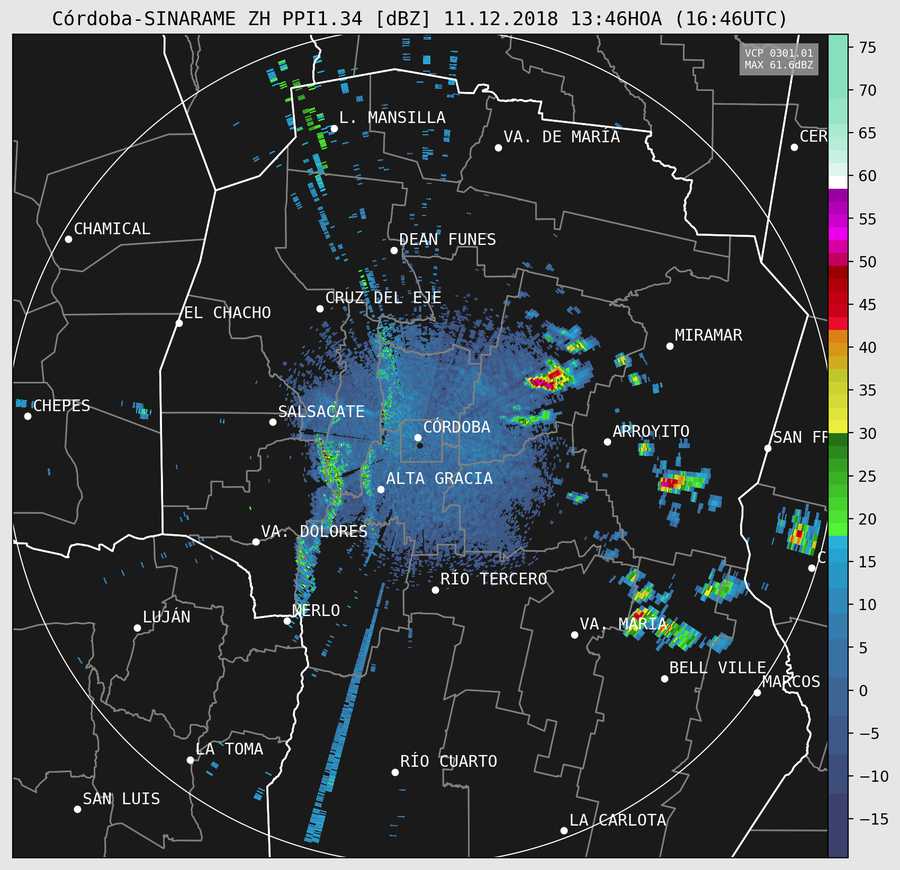 Córdoba-SINARAME ZH PPI1.34 [dBZ] 11.12.2018 13:46HOA (16:46UTC)
VCP 0301.01
MAX 61.6dBZ
75
70
65
60
55
50
45
40
35
30
25
20
15
10
5
0
−5
−10
−15
L. MANSILLA
VA. DE MARÍA
CER
CHAMICAL
DEAN FUNES
CRUZ DEL EJE
EL CHACHO
MIRAMAR
CHEPES
SALSACATE
CÓRDOBA
ARROYITO
SAN FR
ALTA GRACIA
VA. DOLORES
C
RÍO TERCERO
LUJÁN
MERLO
VA. MARÍA
BELL VILLE
MARCOS
LA TOMA
RÍO CUARTO
SAN LUIS
LA CARLOTA